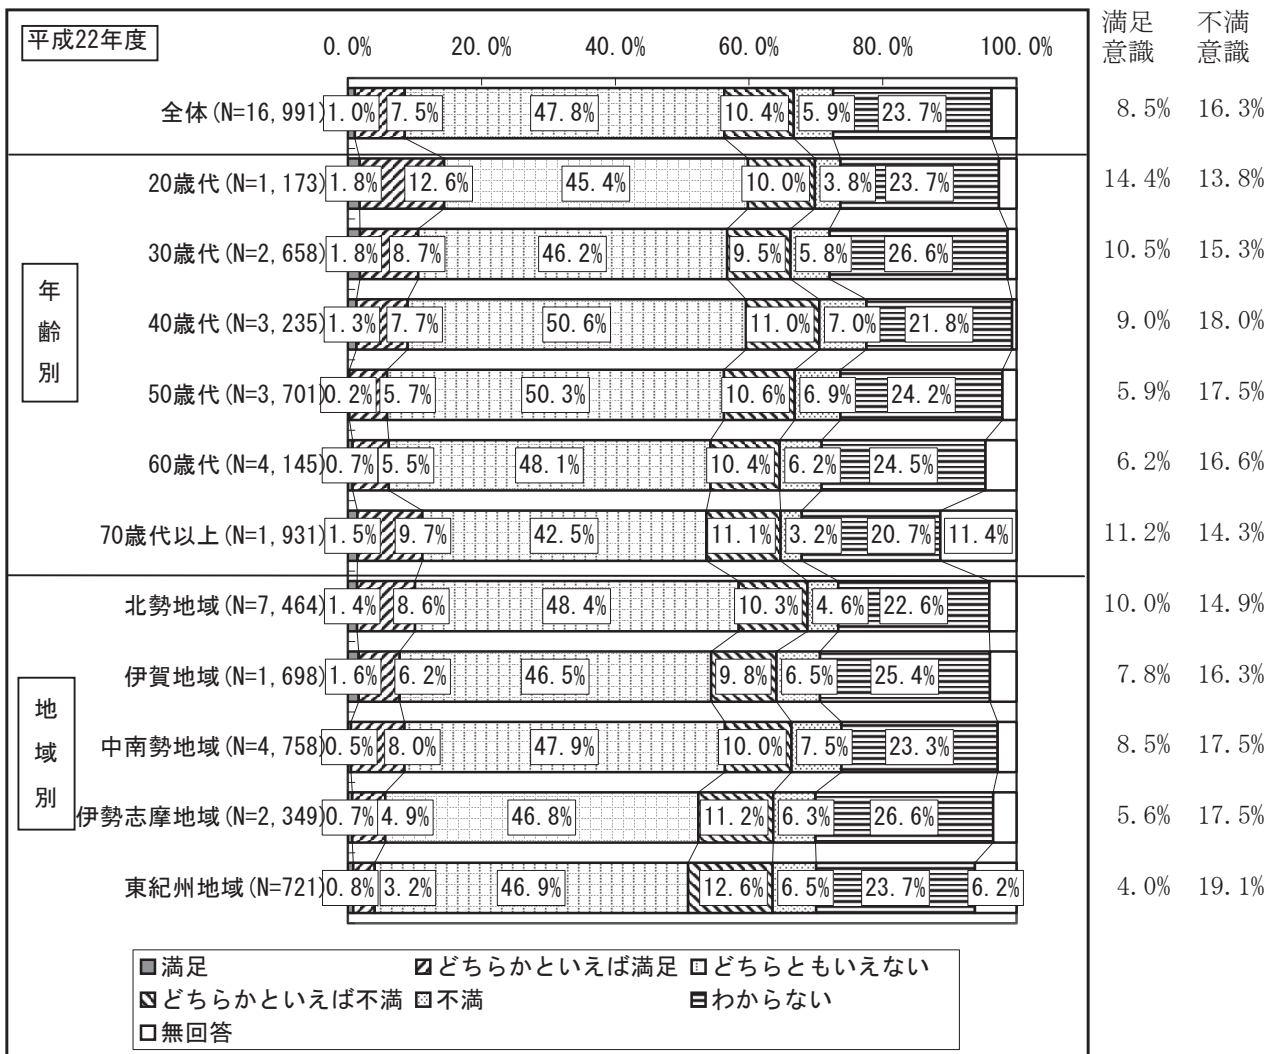 満足 不満
意識 意識
平成22年度
0.0% 20.0% 40.0% 60.0% 80.0% 100.0%
全体(N=16,991) 1.0% 7.5% 47.8% 10.4% 5.9% 23.7% 8.5% 16.3%
年齢別
20歳代(N=1,173) 1.8% 12.6% 45.4% 10.0% 3.8% 23.7% 14.4% 13.8%
30歳代(N=2,658) 1.8% 8.7% 46.2% 9.5% 5.8% 26.6% 10.5% 15.3%
40歳代(N=3,235) 1.3% 7.7% 50.6% 11.0% 7.0% 21.8% 9.0% 18.0%
50歳代(N=3,701) 0.2% 5.7% 50.3% 10.6% 6.9% 24.2% 5.9% 17.5%
60歳代(N=4,145) 0.7% 5.5% 48.1% 10.4% 6.2% 24.5% 6.2% 16.6%
70歳代以上(N=1,931) 1.5% 9.7% 42.5% 11.1% 3.2% 20.7% 11.4% 11.2% 14.3%
地域別
北勢地域(N=7,464) 1.4% 8.6% 48.4% 10.3% 4.6% 22.6% 10.0% 14.9%
伊賀地域(N=1,698) 1.6% 6.2% 46.5% 9.8% 6.5% 25.4% 7.8% 16.3%
中南勢地域(N=4,758) 0.5% 8.0% 47.9% 10.0% 7.5% 23.3% 8.5% 17.5%
伊勢志摩地域(N=2,349) 0.7% 4.9% 46.8% 11.2% 6.3% 26.6% 5.6% 17.5%
東紀州地域(N=721) 0.8% 3.2% 46.9% 12.6% 6.5% 23.7% 6.2% 4.0% 19.1%
満足 どちらかといえば満足 どちらともいえない
どちらかといえば不満 不満 わからない
無回答